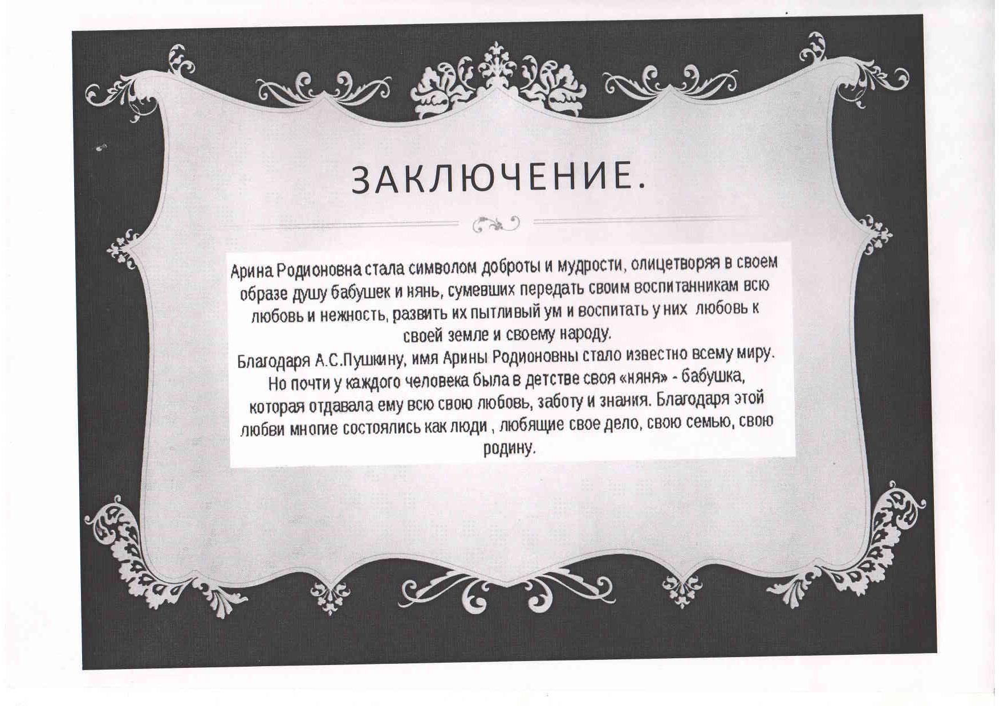 ЗАКЛЮЧЕНИЕ.
Арина Родионовна стала символом доброты и мудрости, олицетворяя в своем
образе душу бабушек и нянь, сумевших передать своим воспитанникам всю
любовь и нежность, развить их пытливый ум и воспитать у них любовь к
своей земле и своему народу.
Благодаря А.С.Пушкину, имя Арины Родионовны стало известно всему миру.
Но почти у каждого человека была в детстве своя «няня» - бабушка,
которая отдавала ему всю свою любовь, заботу и знания. Благодаря этой
любви многие состоялись как люди , любящие свое дело, свою семью, свою
родину.